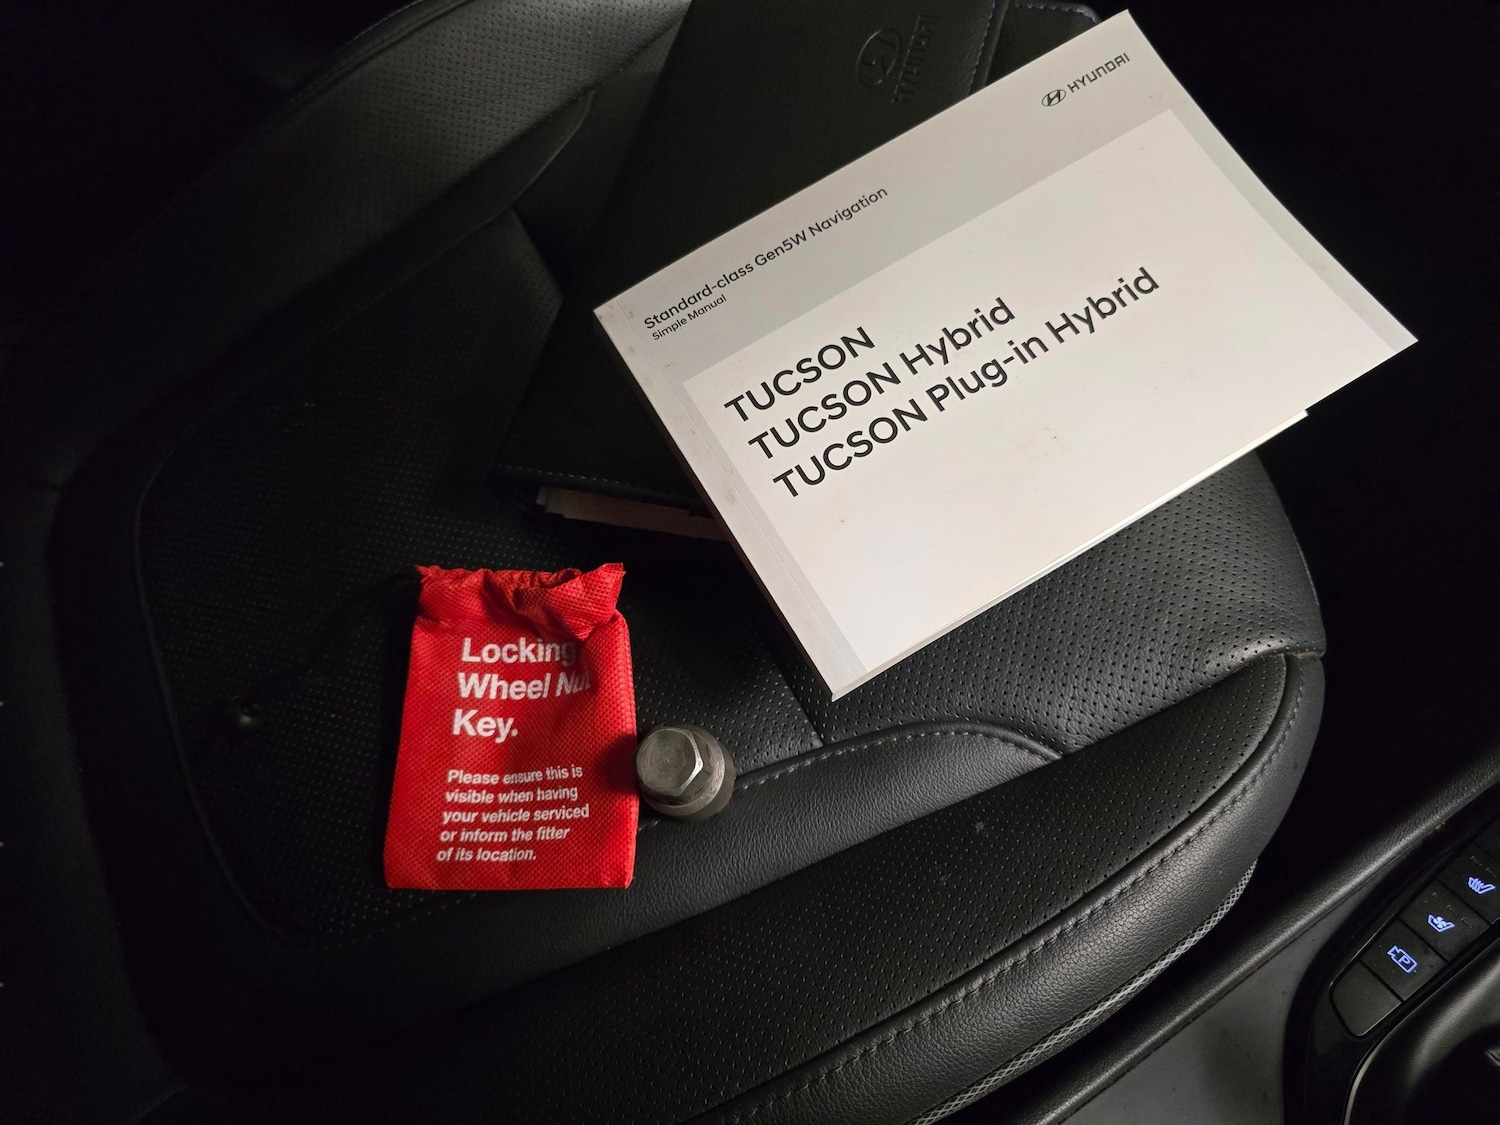 HYUNDAI
HYUNDAI
Standard-class Gen5W Navigation
Simple Manual
TUCSON
TUCSON Hybrid
TUCSON Plug-in Hybrid
Locking
Wheel Nut
Key.
Please ensure this is
visible when having
your vehicle serviced
or inform the fitter
of its location.
P